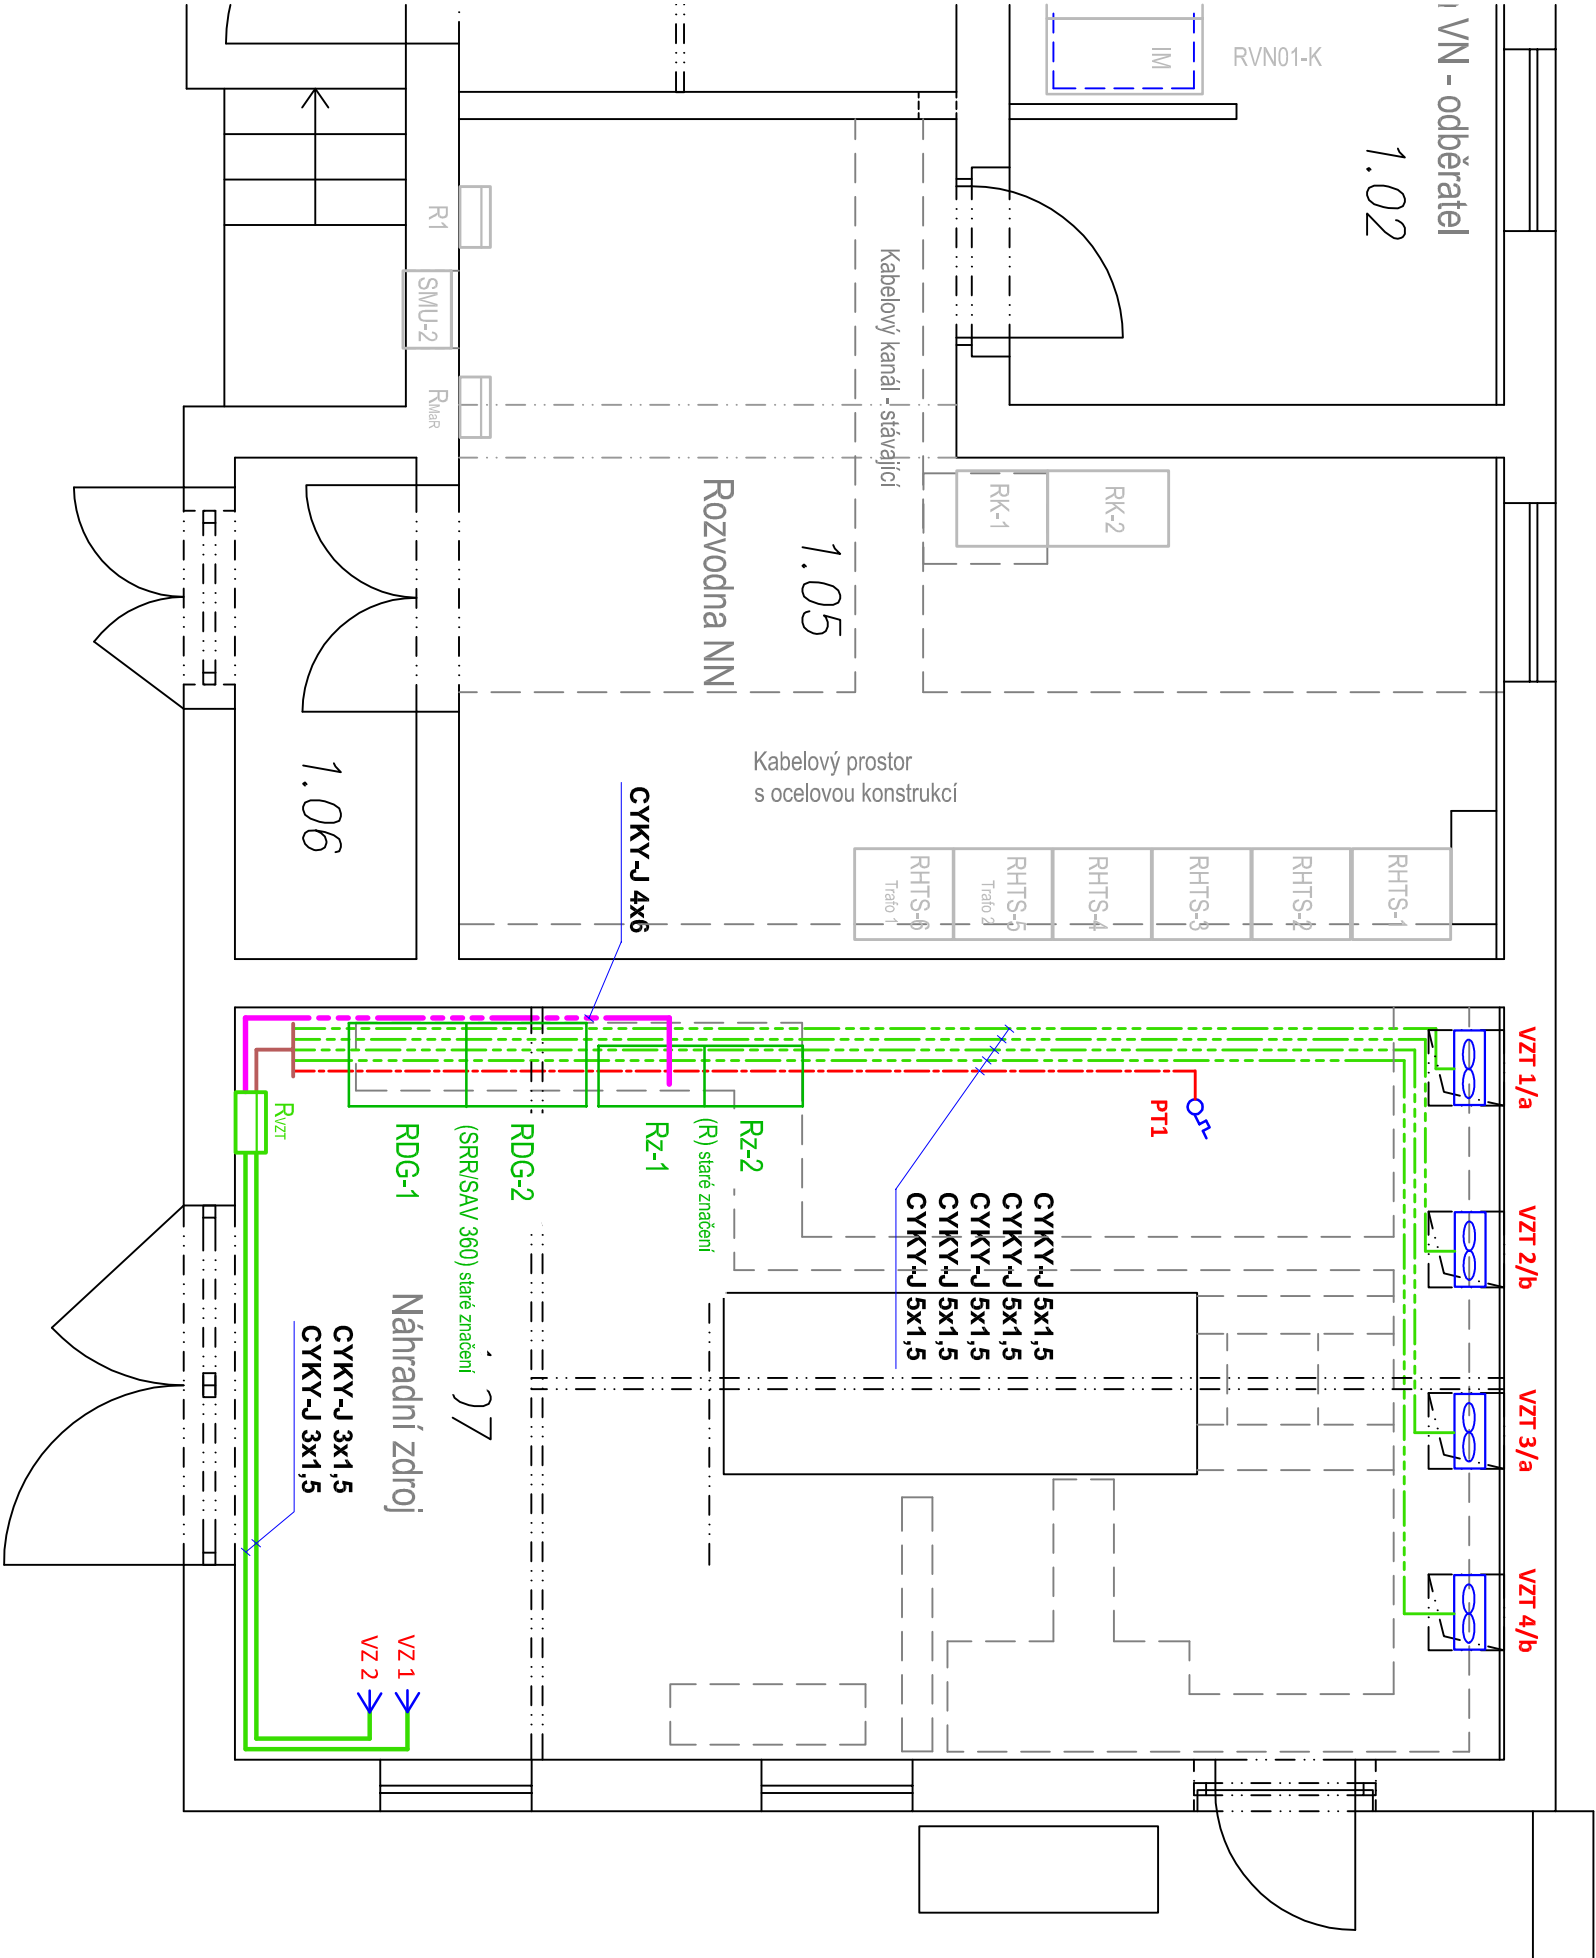 VN - odběratel
1.02
RVN01-K
IM
R1
SMU-2
RMaR
Kabelový kanál - stávající
RK-1
RK-2
Rozvodna NN
1.05
1.06
Kabelový prostor
s ocelovou konstrukcí
CYKY-J 4x6
RHTS-6
Trafo 1
RHTS-5
Trafo 2
RHTS-4
RHTS-3
RHTS-2
RHTS-1
VZT 1/a
VZT 2/b
VZT 3/a
VZT 4/b
PT1
RVZT
RDG-1
(SRR/SAV 360) staré značení
RDG-2
Rz-1
(R) staré značení
Rz-2
CYKY-J 5x1,5
CYKY-J 5x1,5
CYKY-J 5x1,5
CYKY-J 5x1,5
CYKY-J 5x1,5
Náhradní zdroj
CYKY-J 3x1,5
CYKY-J 3x1,5
VZ 1
VZ 2